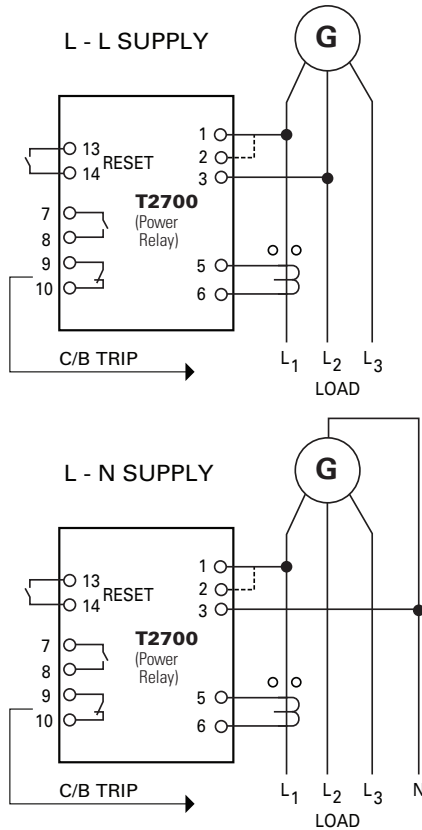 L - L SUPPLY
G
1
2
3
13
14
RESET
T2700
(Power
Relay)
7
8
9
10
5
6
C/B TRIP
L1 L2 L3
LOAD
L - N SUPPLY
G
1
2
3
13
14
RESET
T2700
(Power
Relay)
7
8
9
10
5
6
C/B TRIP
L1 L2 L3 N
LOAD